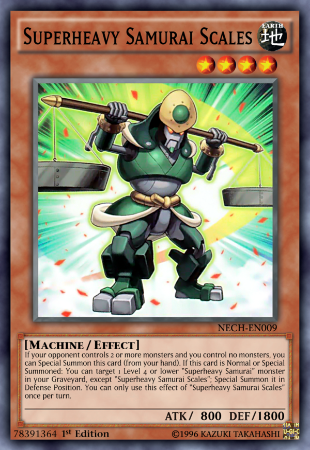 SUPERHEAVY SAMURAI SCALES
EARTH
地
NECH-EN009
[MACHINE / EFFECT]
If your opponent controls 2 or more monsters and you control no monsters, you
can Special Summon this card (from your hand). If this card is Normal or Special
Summoned: You can target 1 Level 4 or lower "Superheavy Samurai" monster
in your Graveyard, except "Superheavy Samurai Scales"; Special Summon it in
Defense Position. You can only use this effect of "Superheavy Samurai Scales"
once per turn.
ATK/ 800 DEF/1800
78391364 1st Edition ©1996 KAZUKI TAKAHASHI